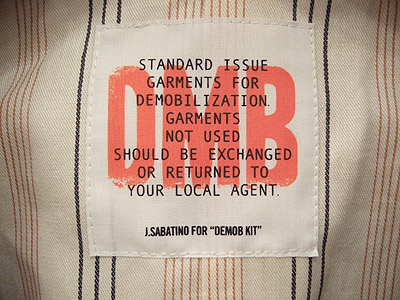 DMB
STANDARD ISSUE
GARMENTS FOR
DEMOBILIZATION.
GARMENTS
NOT USED
SHOULD BE EXCHANGED
OR RETURNED TO
YOUR LOCAL AGENT.
J.SABATINO FOR "DEMOB KIT"